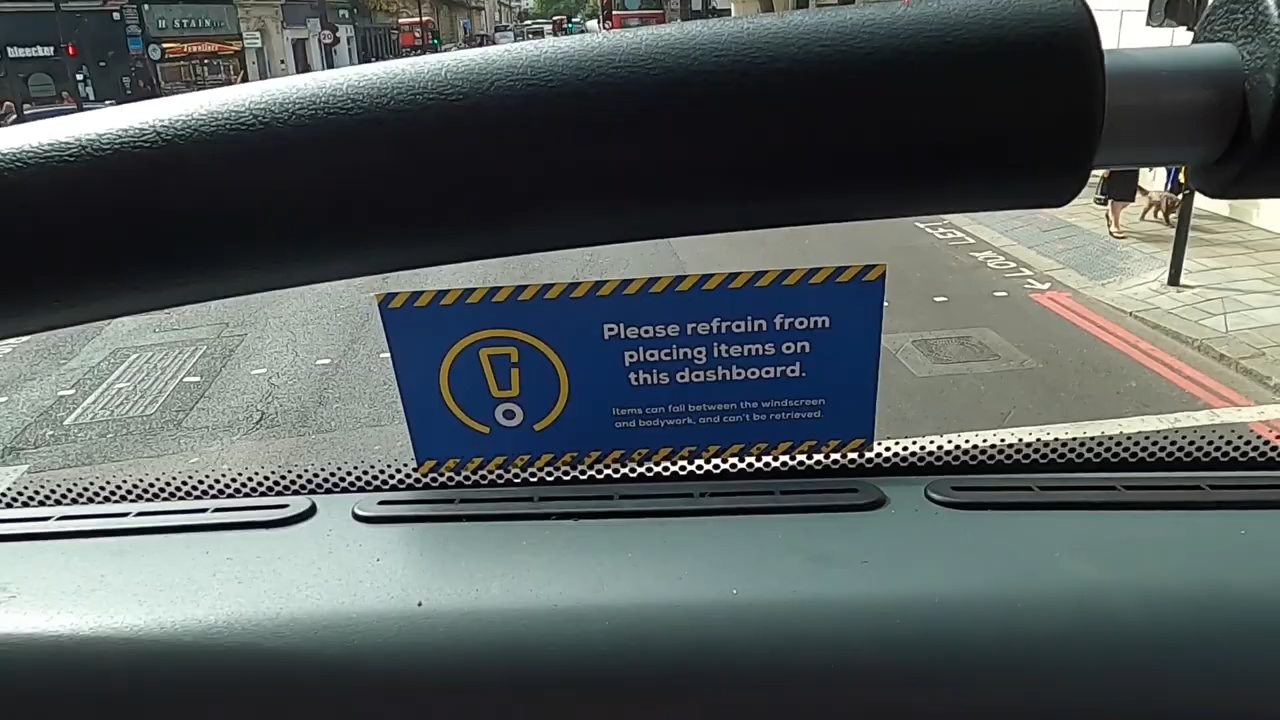 bleecker
H STAIN
Jewellers
20
LOOK LEFT
Please refrain from
placing items on
this dashboard.
Items can fall between the windscreen
and bodywork, and can't be retrieved.